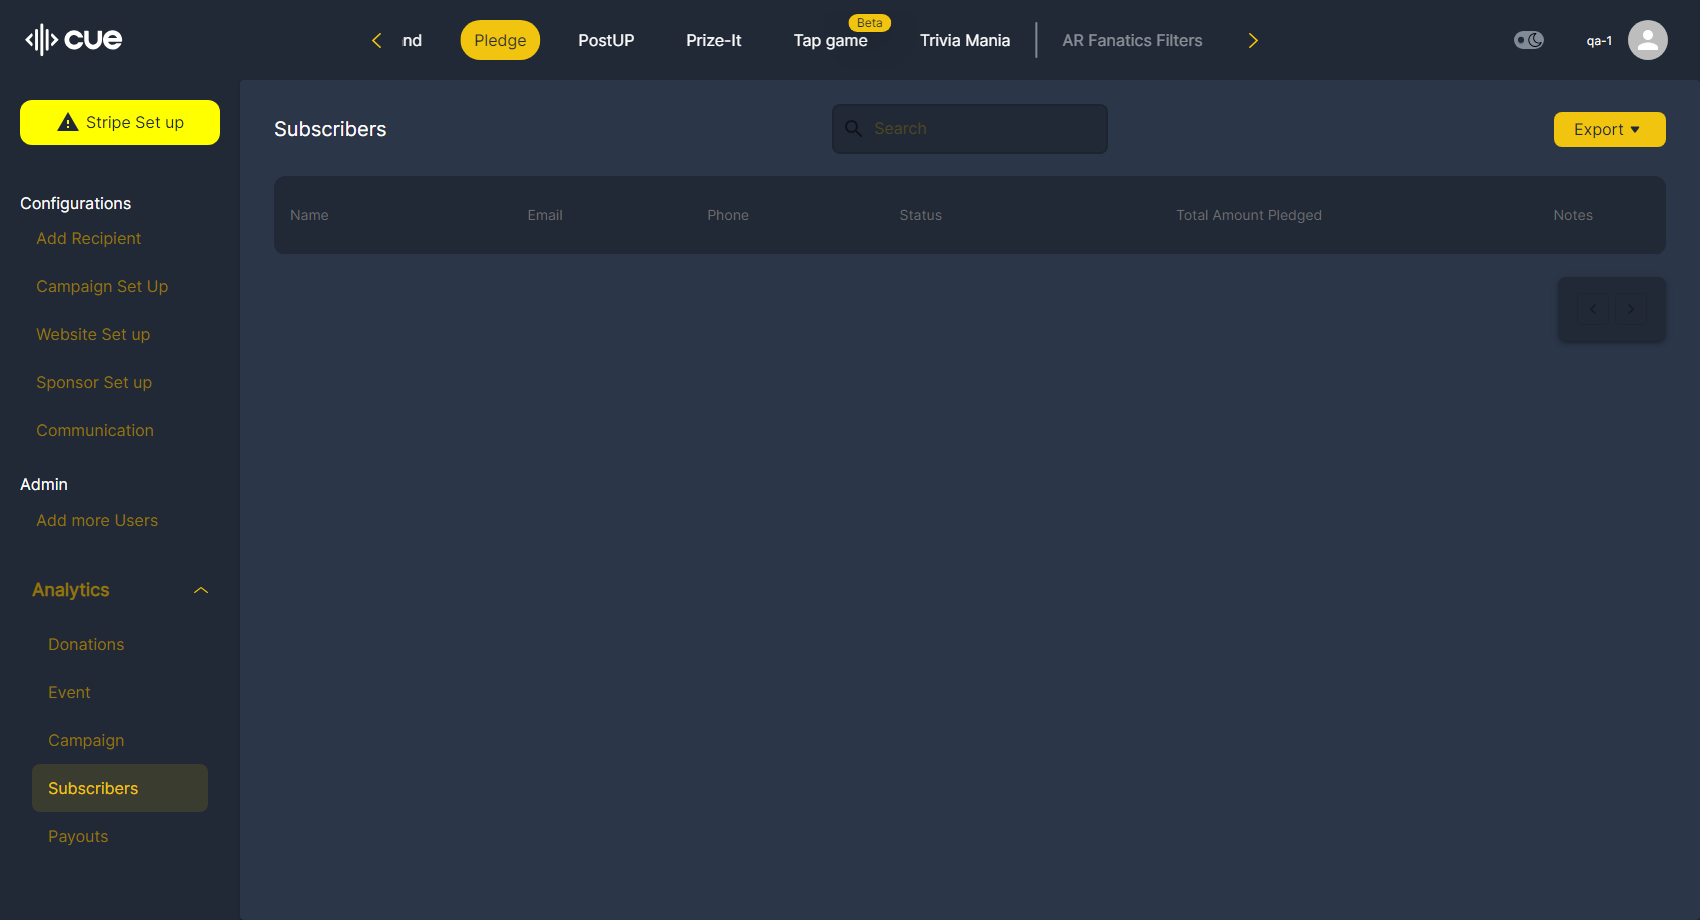 cue
nd
Pledge
PostUP
Prize-It
Tap game
Beta
Trivia Mania
AR Fanatics Filters
qa-1
Stripe Set up
Configurations
Add Recipient
Campaign Set Up
Website Set up
Sponsor Set up
Communication
Admin
Add more Users
Analytics
Donations
Event
Campaign
Subscribers
Payouts
Subscribers
Search
Export
Name Email Phone Status Total Amount Pledged Notes